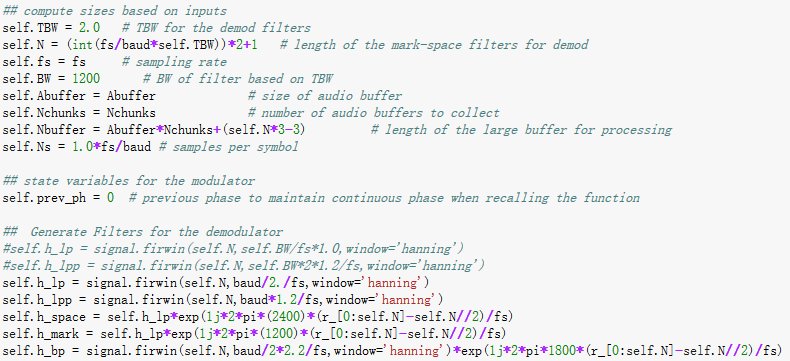 ## compute sizes based on inputs
self.TBW = 2.0   # TBW for the demod filters
self.N = (int(fs/baud*self.TBW))*2+1   # length of the mark-space filters for demod
self.fs = fs     # sampling rate
self.BW = 1200      # BW of filter based on TBW
self.Abuffer = Abuffer             # size of audio buffer
self.Nchunks = Nchunks             # number of audio buffers to collect
self.Nbuffer = Abuffer*Nchunks+(self.N*3-3)         # length of the large buffer for processing
self.Ns = 1.0*fs/baud # samples per symbol
## state variables for the modulator
self.prev_ph = 0  # previous phase to maintain continuous phase when recalling the function
##  Generate Filters for the demodulator
#self.h_lp = signal.firwin(self.N,self.BW/fs*1.0,window='hanning')
#self.h_lpp = signal.firwin(self.N,self.BW*2*1.2/fs,window='hanning')
self.h_lp = signal.firwin(self.N,baud/2./fs,window='hanning')
self.h_lpp = signal.firwin(self.N,baud*1.2/fs,window='hanning')
self.h_space = self.h_lp*exp(1j*2*pi*(2400)*(r_[0:self.N]-self.N//2)/fs)
self.h_mark = self.h_lp*exp(1j*2*pi*(1200)*(r_[0:self.N]-self.N//2)/fs)
self.h_bp = signal.firwin(self.N,baud/2*2.2/fs,window='hanning')*exp(1j*2*pi*1800*(r_[0:self.N]-self.N//2)/fs)